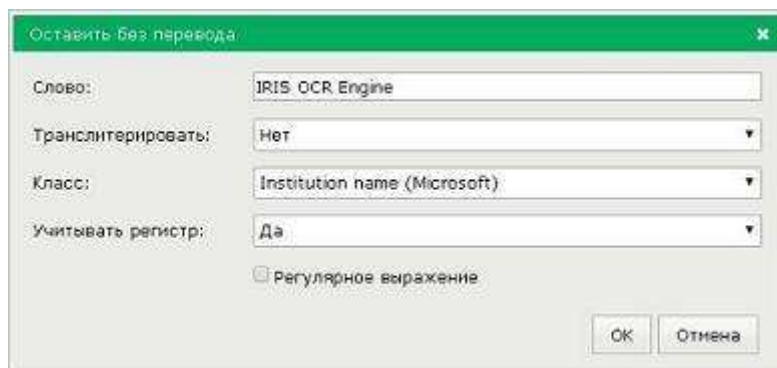 Оставить без перевода
Слово: IRIS OCR Engine
Транслитерировать: Нет
Класс: Institution name (Microsoft)
Учитывать регистр: Да
Регулярное выражение
OK Отмена